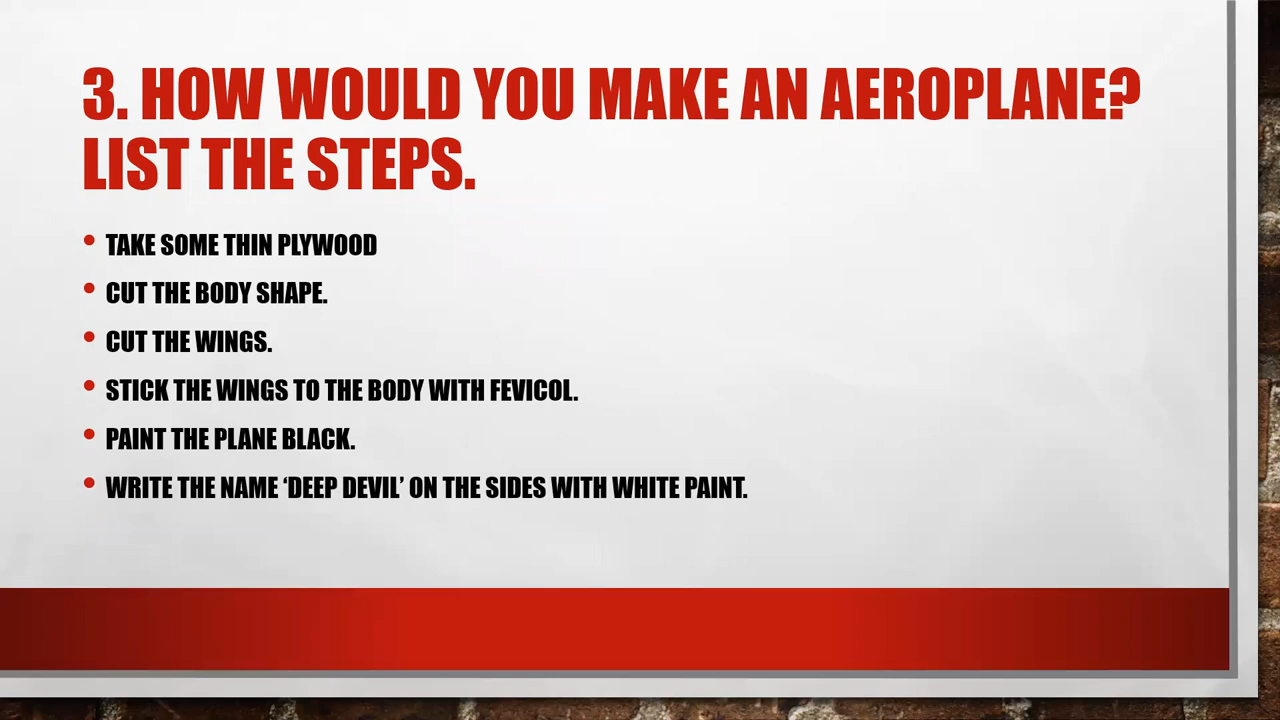 3. HOW WOULD YOU MAKE AN AEROPLANE?
LIST THE STEPS.
• TAKE SOME THIN PLYWOOD
• CUT THE BODY SHAPE.
• CUT THE WINGS.
• STICK THE WINGS TO THE BODY WITH FEVICOL.
• PAINT THE PLANE BLACK.
• WRITE THE NAME ‘DEEP DEVIL’ ON THE SIDES WITH WHITE PAINT.